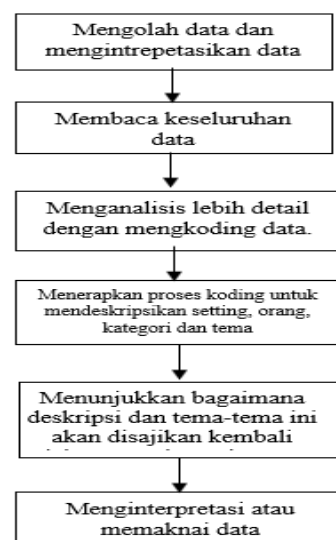 Mengolah data dan
mengintrepetasikan data
Membaca keseluruhan
data
Menganalisis lebih detail
dengan mengkoding data.
Menerapkan proses koding untuk
mendeskripsikan setting, orang,
kategori dan tema
Menunjukkan bagaimana
deskripsi dan tema-tema ini
akan disajikan kembali
Menginterpretasi atau
memaknai data